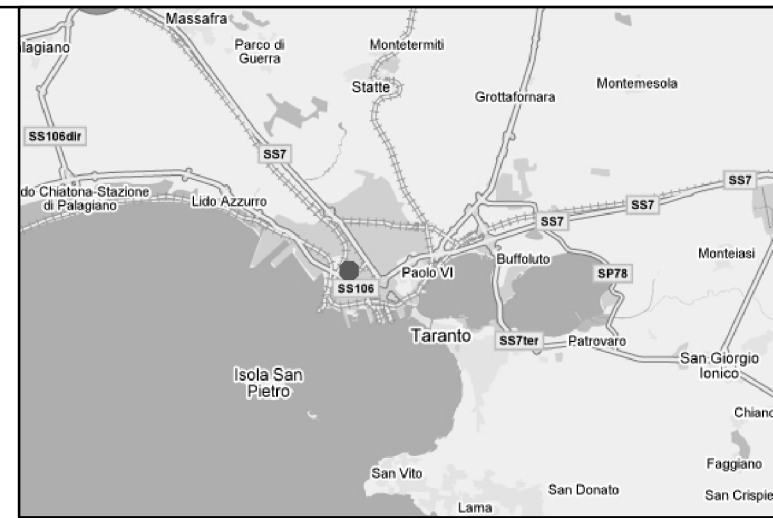 Massafra
lagiano
Parco di
Guerra
Montetermiti
Statte
Grottafornara
Montemesola
SS106dir
SS7
do Chiatona-Stazione
di Palagiano
Lido Azzurro
SS7
SS7
SS7
Buffoluto
Monteiasi
Paolo VI
SP78
SS106
Taranto
SS7ter
Patrovaro
San Giorgio
Ionico
Isola San
Pietro
Chiano
Faggiano
San Vito
San Donato
San Crispie
Lama